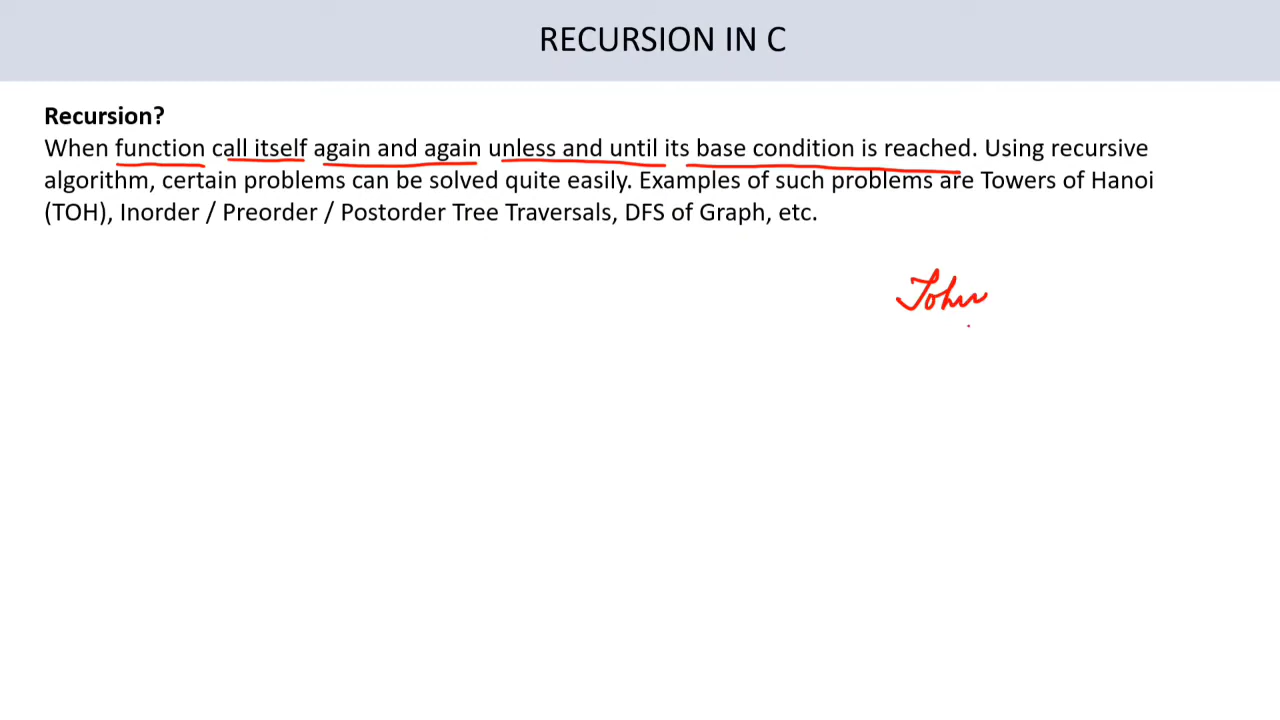 RECURSION IN C
Recursion?
When function call itself again and again unless and until its base condition is reached. Using recursive
algorithm, certain problems can be solved quite easily. Examples of such problems are Towers of Hanoi
(TOH), Inorder / Preorder / Postorder Tree Traversals, DFS of Graph, etc.
John